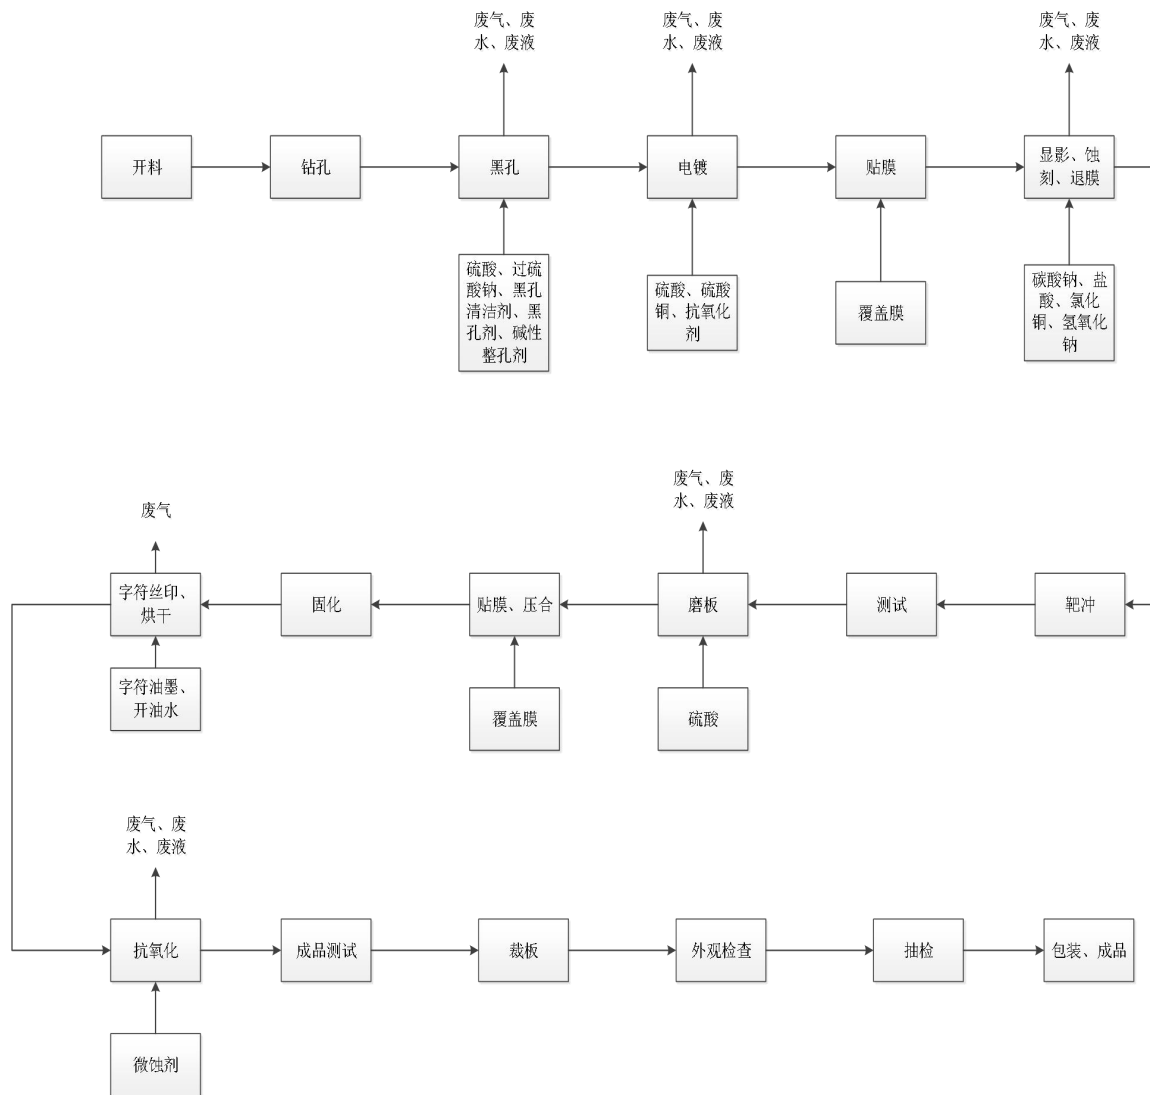 废气、废
水、废液
废气、废
水、废液
废气、废
水、废液
开料
钻孔
黑孔
电镀
贴膜
显影、蚀
刻、退膜
硫酸、过硫
酸钠、黑孔
清洁剂、黑
孔剂、碱性
整孔剂
硫酸、硫酸
铜、抗氧化
剂
覆盖膜
碳酸钠、盐
酸、氯化
铜、氢氧化
钠
废气
废气、废
水、废液
字符丝印、
烘干
固化
贴膜、压合
磨板
测试
靶冲
字符油墨、
开油水
覆盖膜
硫酸
废气、废
水、废液
抗氧化
成品测试
裁板
外观检查
抽检
包装、成品
微蚀剂